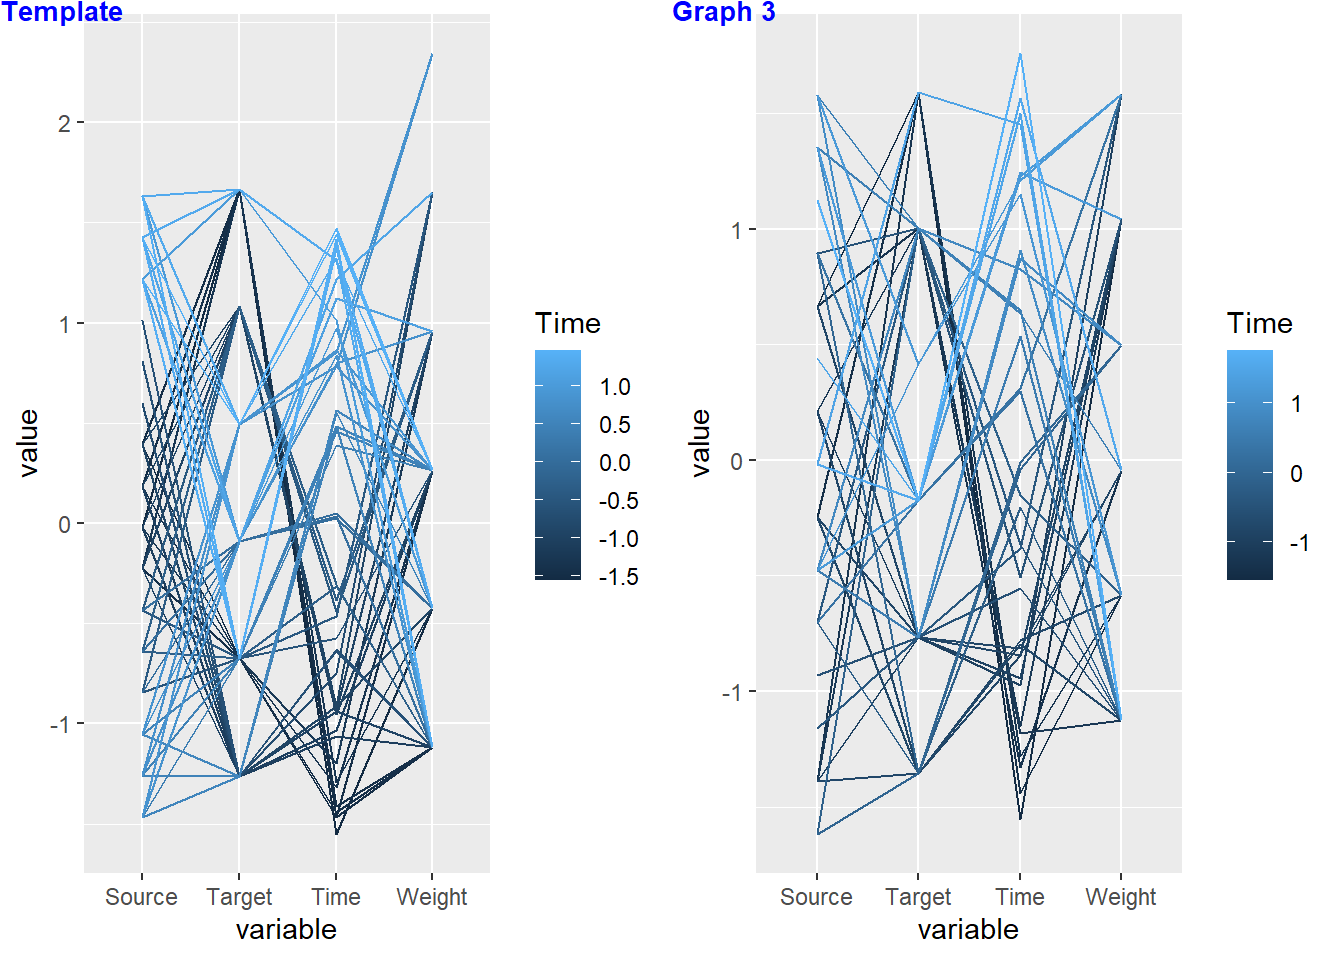 Template
2
1
0
-1
value
Source Target Time Weight
variable
Time
1.0
0.5
0.0
-0.5
-1.0
-1.5
Graph 3
1
0
-1
value
Source Target Time Weight
variable
Time
1
0
-1